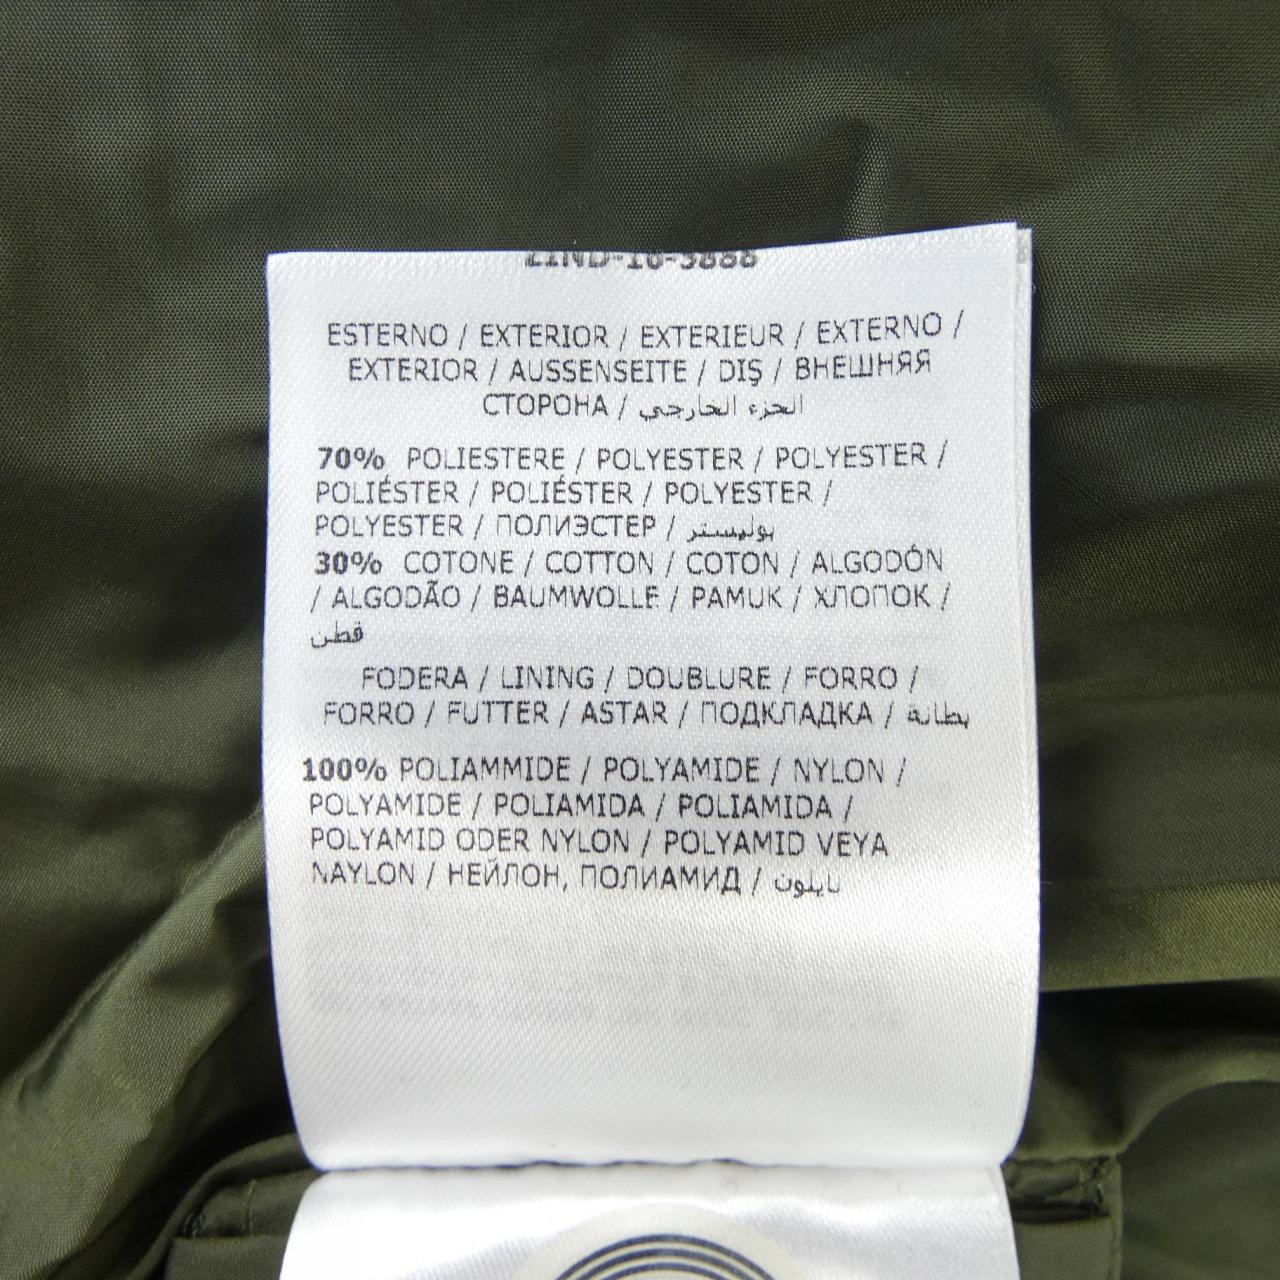 ESTERNO / EXTERIOR / EXTERIEUR / EXTERNO /
EXTERIOR / AUSSENSEITE / DIŞ / ВНЕШНЯЯ
СТОРОНА / الجزء الخارجي
70% POLIESTERE / POLYESTER / POLYESTER /
POLIÉSTER / POLIÉSTER / POLYESTER /
POLYESTER / ПОЛИЭСТЕР / بوليستر
30% COTONE / COTTON / COTON / ALGODÓN
/ ALGODÃO / BAUMWOLLE / PAMUK / ХЛОПОК /
قطن
FODERA / LINING / DOUBLURE / FORRO /
FORRO / FUTTER / ASTAR / ПОДКЛАДКА / بطانة
100% POLIAMMIDE / POLYAMIDE / NYLON /
POLYAMIDE / POLIAMIDA / POLIAMIDA /
POLYAMID ODER NYLON / POLYAMID VEYA
NAYLON / НЕЙЛОН, ПОЛИАМИД / نايلون